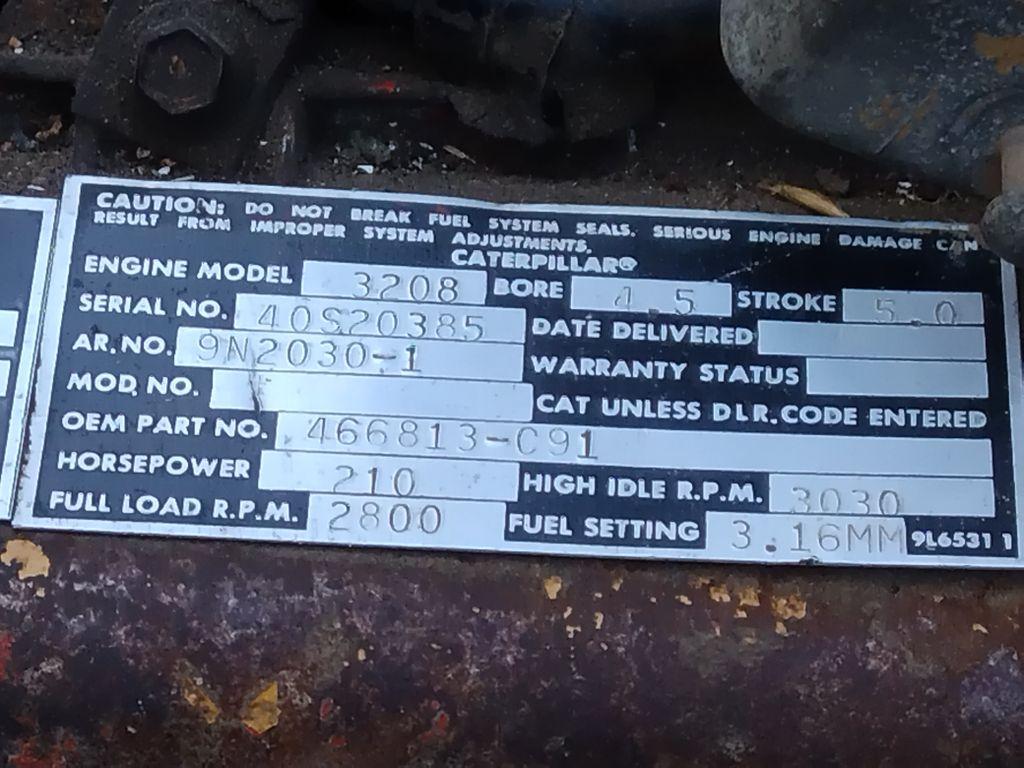 CAUTION: DO NOT BREAK FUEL SYSTEM SEALS. SERIOUS ENGINE DAMAGE CAN
RESULT FROM IMPROPER SYSTEM ADJUSTMENTS.
CATERPILLAR®
ENGINE MODEL 3208 BORE 4.5 STROKE 5.0
SERIAL NO. 40S20385 DATE DELIVERED
AR. NO. 9N2030-1 WARRANTY STATUS
MOD. NO. CAT UNLESS DLR. CODE ENTERED
OEM PART NO. 466813-C91
HORSEPOWER 210 HIGH IDLE R.P.M. 3030
FULL LOAD R.P.M. 2800 FUEL SETTING 3.16MM 9L6531 1